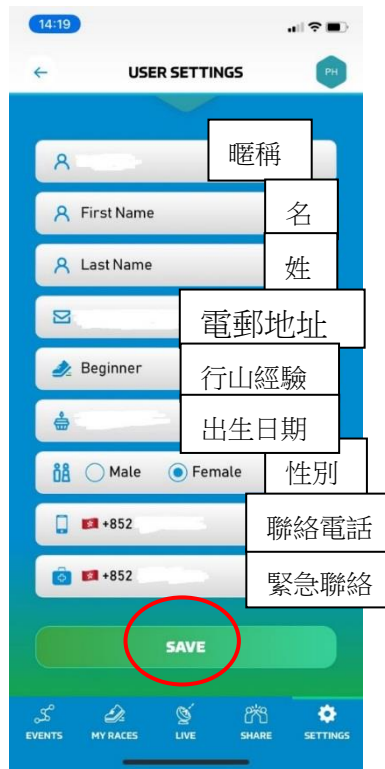 14:19
USER SETTINGS
PH
暱稱
First Name
名
Last Name
姓
電郵地址
Beginner
行山經驗
出生日期
Male
Female
性別
+852
聯絡電話
+852
緊急聯絡
SAVE
EVENTS
MY RACES
LIVE
SHARE
SETTINGS